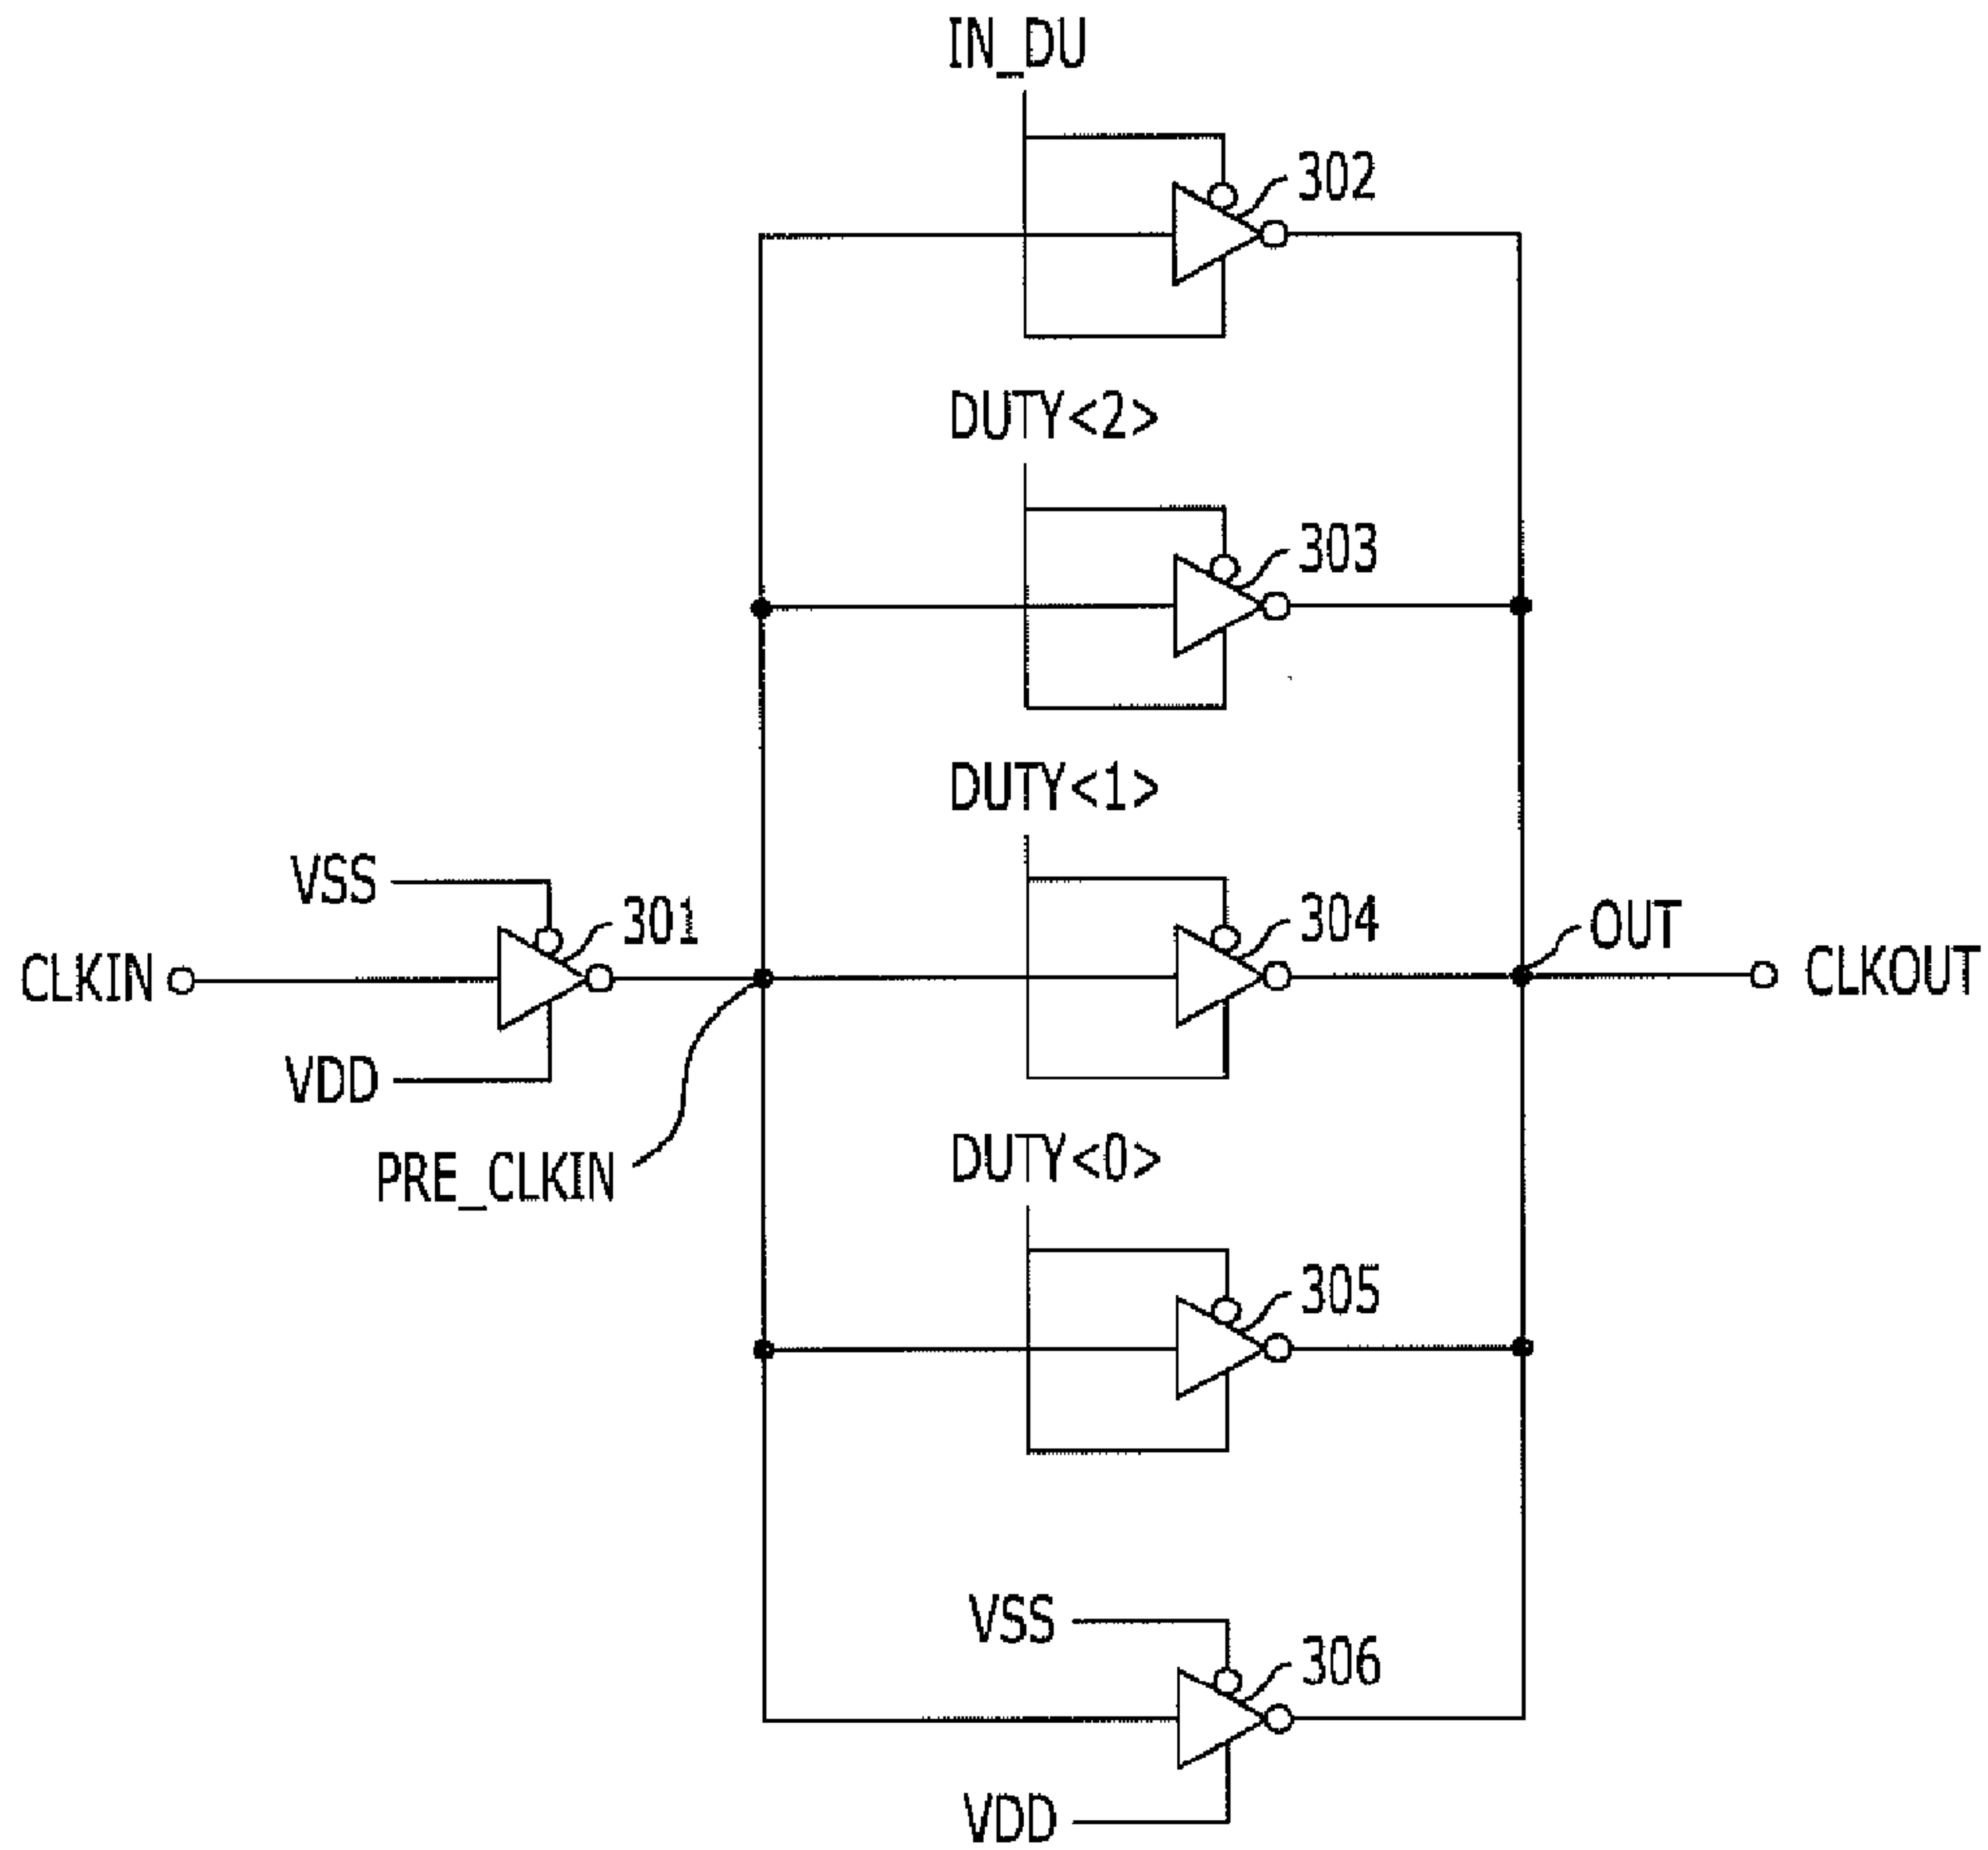 IN_DU
302
DUTY<2>
303
DUTY<1>
VSS
301
304
OUT
CLKIN
CLKOUT
VDD
PRE_CLKIN
DUTY<0>
305
VSS
306
VDD